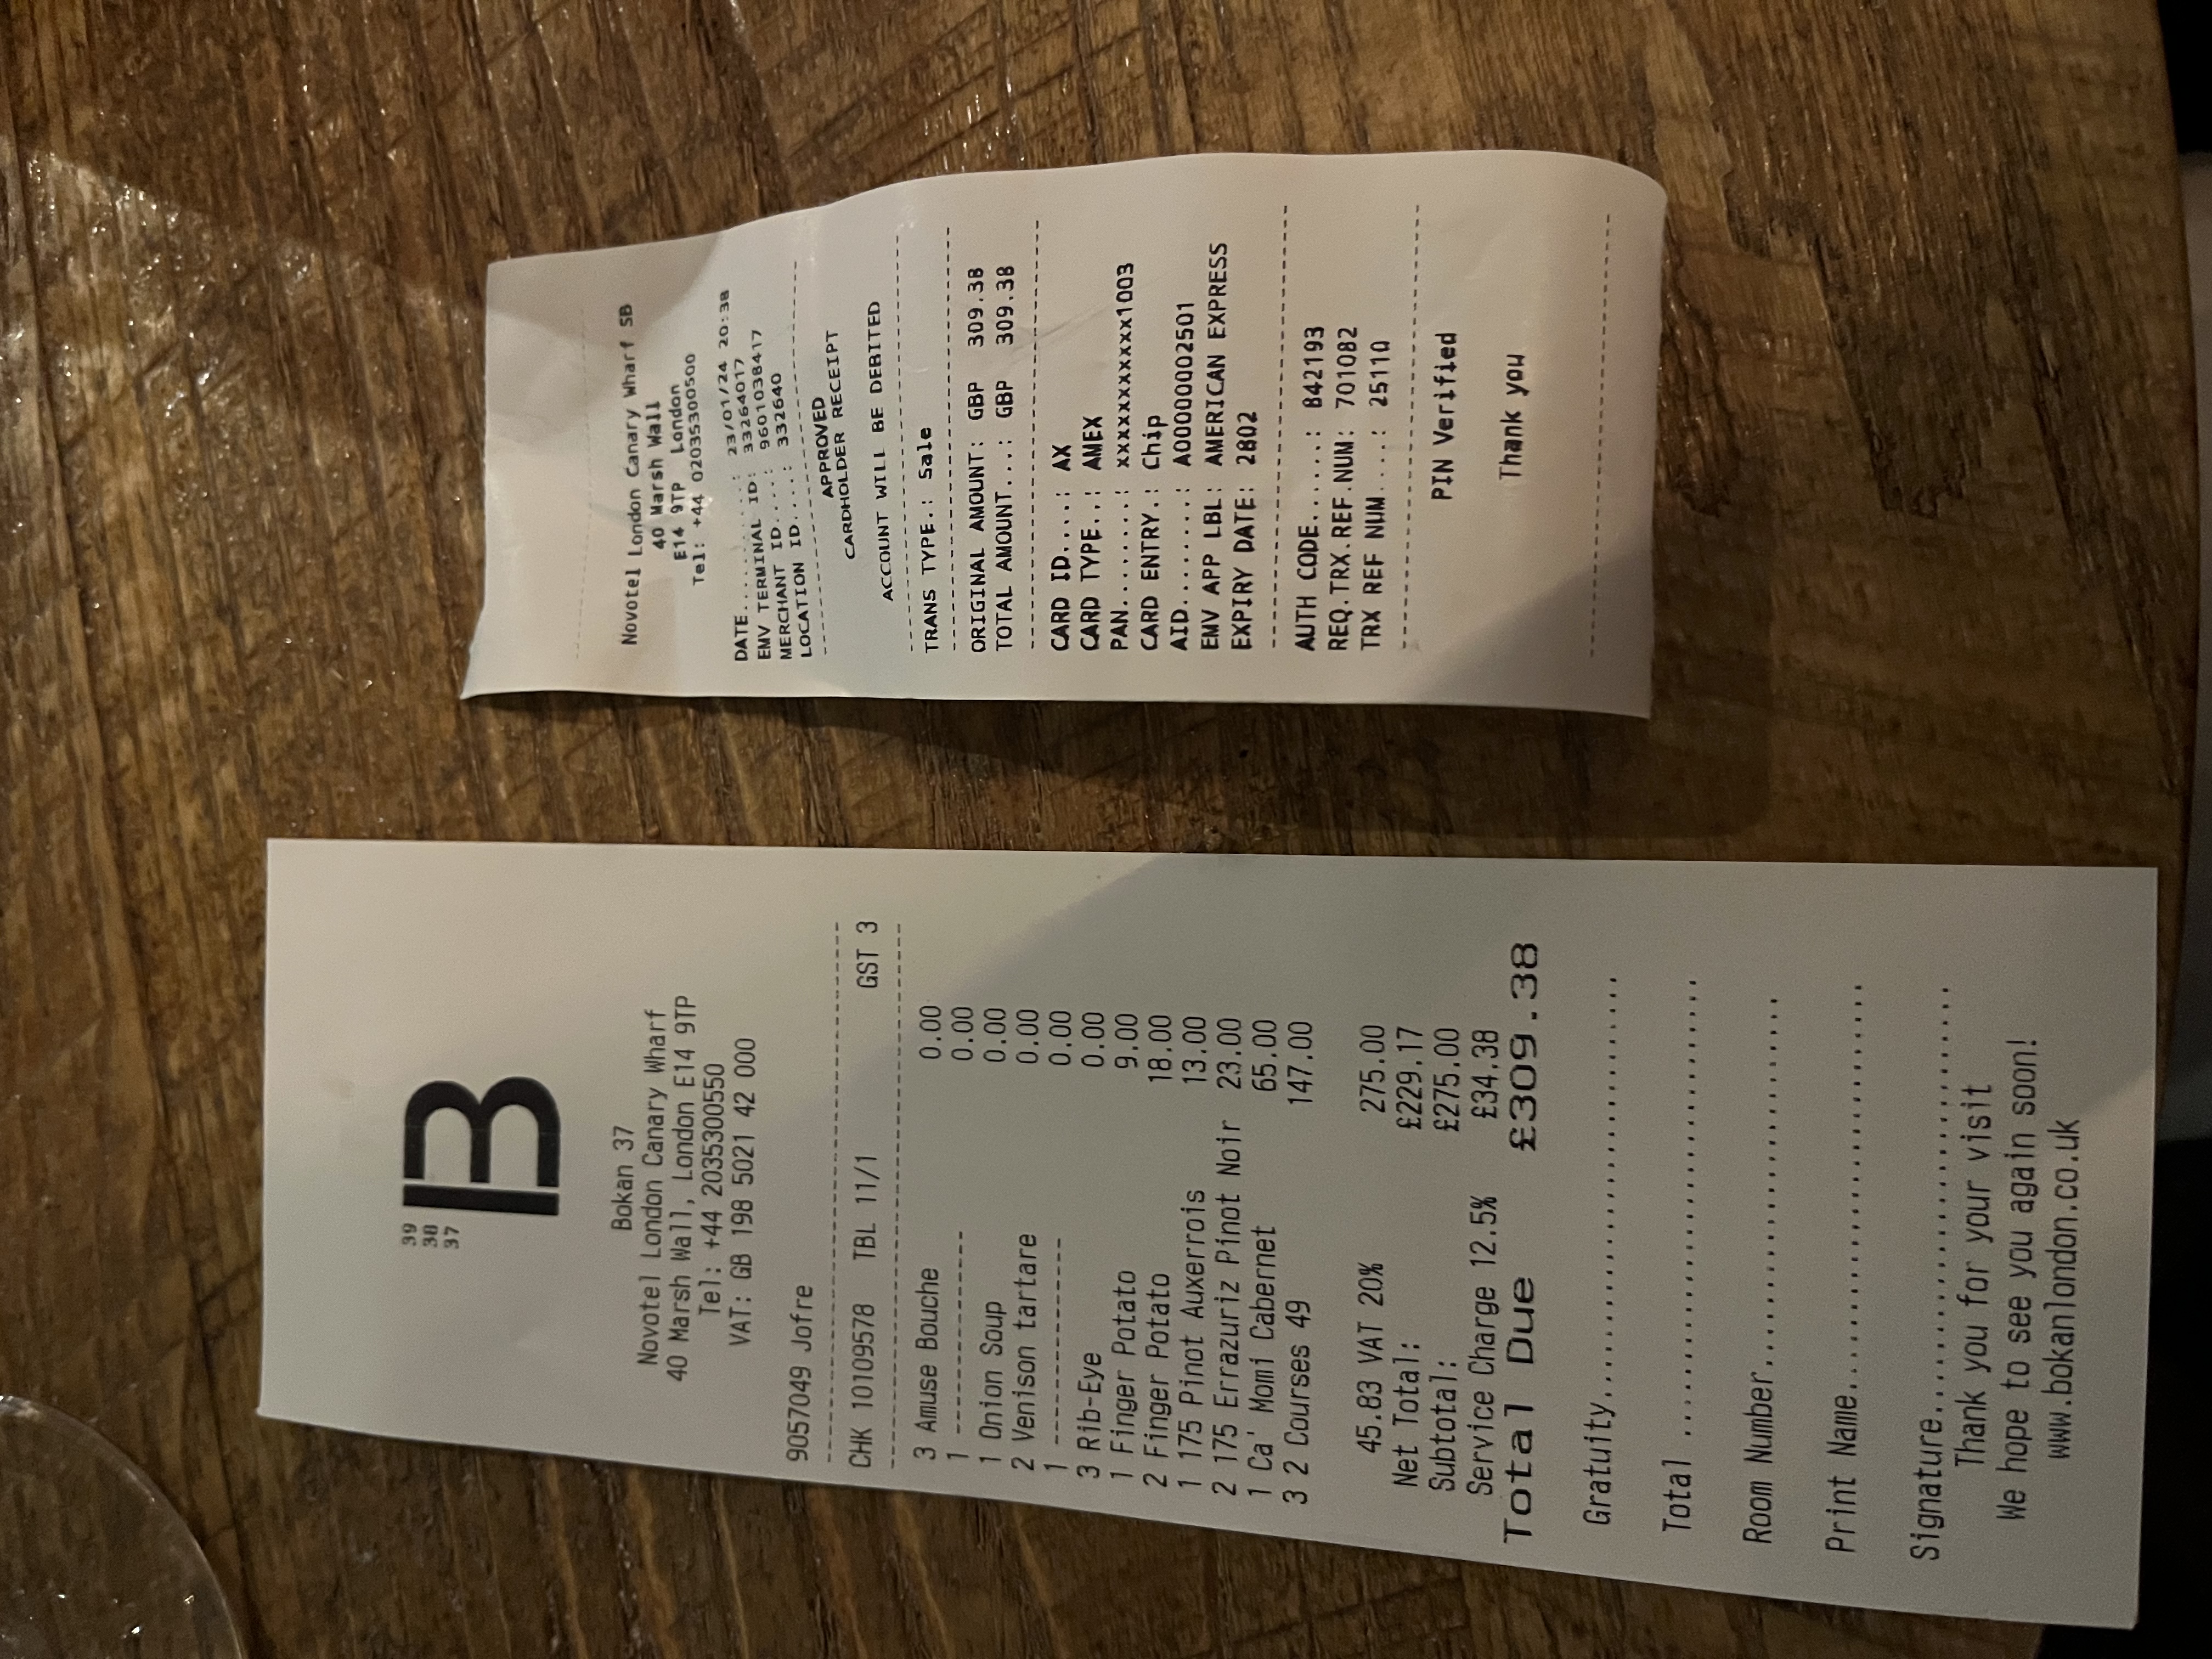 39
38
37
B
Bokan 37
Novotel London Canary Wharf
40 Marsh Wall, London E14 9TP
Tel: +44 2035300550
VAT: GB 198 5021 42 000
9057049 Jofre
--------------------------------------------
CHK 10109578 TBL 11/1 GST 3
--------------------------------------------
3 Amuse Bouche 0.00
1 --------------- 0.00
1 Onion Soup 0.00
2 Venison tartare 0.00
1 --------------- 0.00
3 Rib-Eye 0.00
1 Finger Potato 9.00
2 Finger Potato 18.00
1 175 Pinot Auxerrois 13.00
2 175 Errazuriz Pinot Noir 23.00
1 Ca' Momi Cabernet 65.00
3 2 Courses 49 147.00
45.83 VAT 20% 275.00
Net Total: £229.17
Subtotal: £275.00
Service Charge 12.5% £34.38
Total Due £309.38
Gratuity............................
Total ..............................
Room Number........................
Print Name..........................
Signature............................
Thank you for your visit
We hope to see you again soon!
www.bokanlondon.co.uk
Novotel London Canary Wharf SB
40 Marsh Wall
E14 9TP London
Tel: +44 02035300500
DATE...........: 23/01/24 20:38
EMV TERMINAL ID: 33264017
MERCHANT ID....: 9601038417
LOCATION ID....: 332640
--------------------------------
APPROVED
CARDHOLDER RECEIPT
ACCOUNT WILL BE DEBITED
--------------------------------
TRANS TYPE.: Sale
--------------------------------
ORIGINAL AMOUNT: GBP 309.38
TOTAL AMOUNT...: GBP 309.38
--------------------------------
CARD ID....: AX
CARD TYPE..: AMEX
PAN........: xxxxxxxxxxx1003
CARD ENTRY.: Chip
AID........: A00000002501
EMV APP LBL: AMERICAN EXPRESS
EXPIRY DATE: 2802
--------------------------------
AUTH CODE......: 842193
REQ.TRX.REF.NUM: 701082
TRX REF NUM....: 25110
--------------------------------
PIN Verified
Thank you
--------------------------------